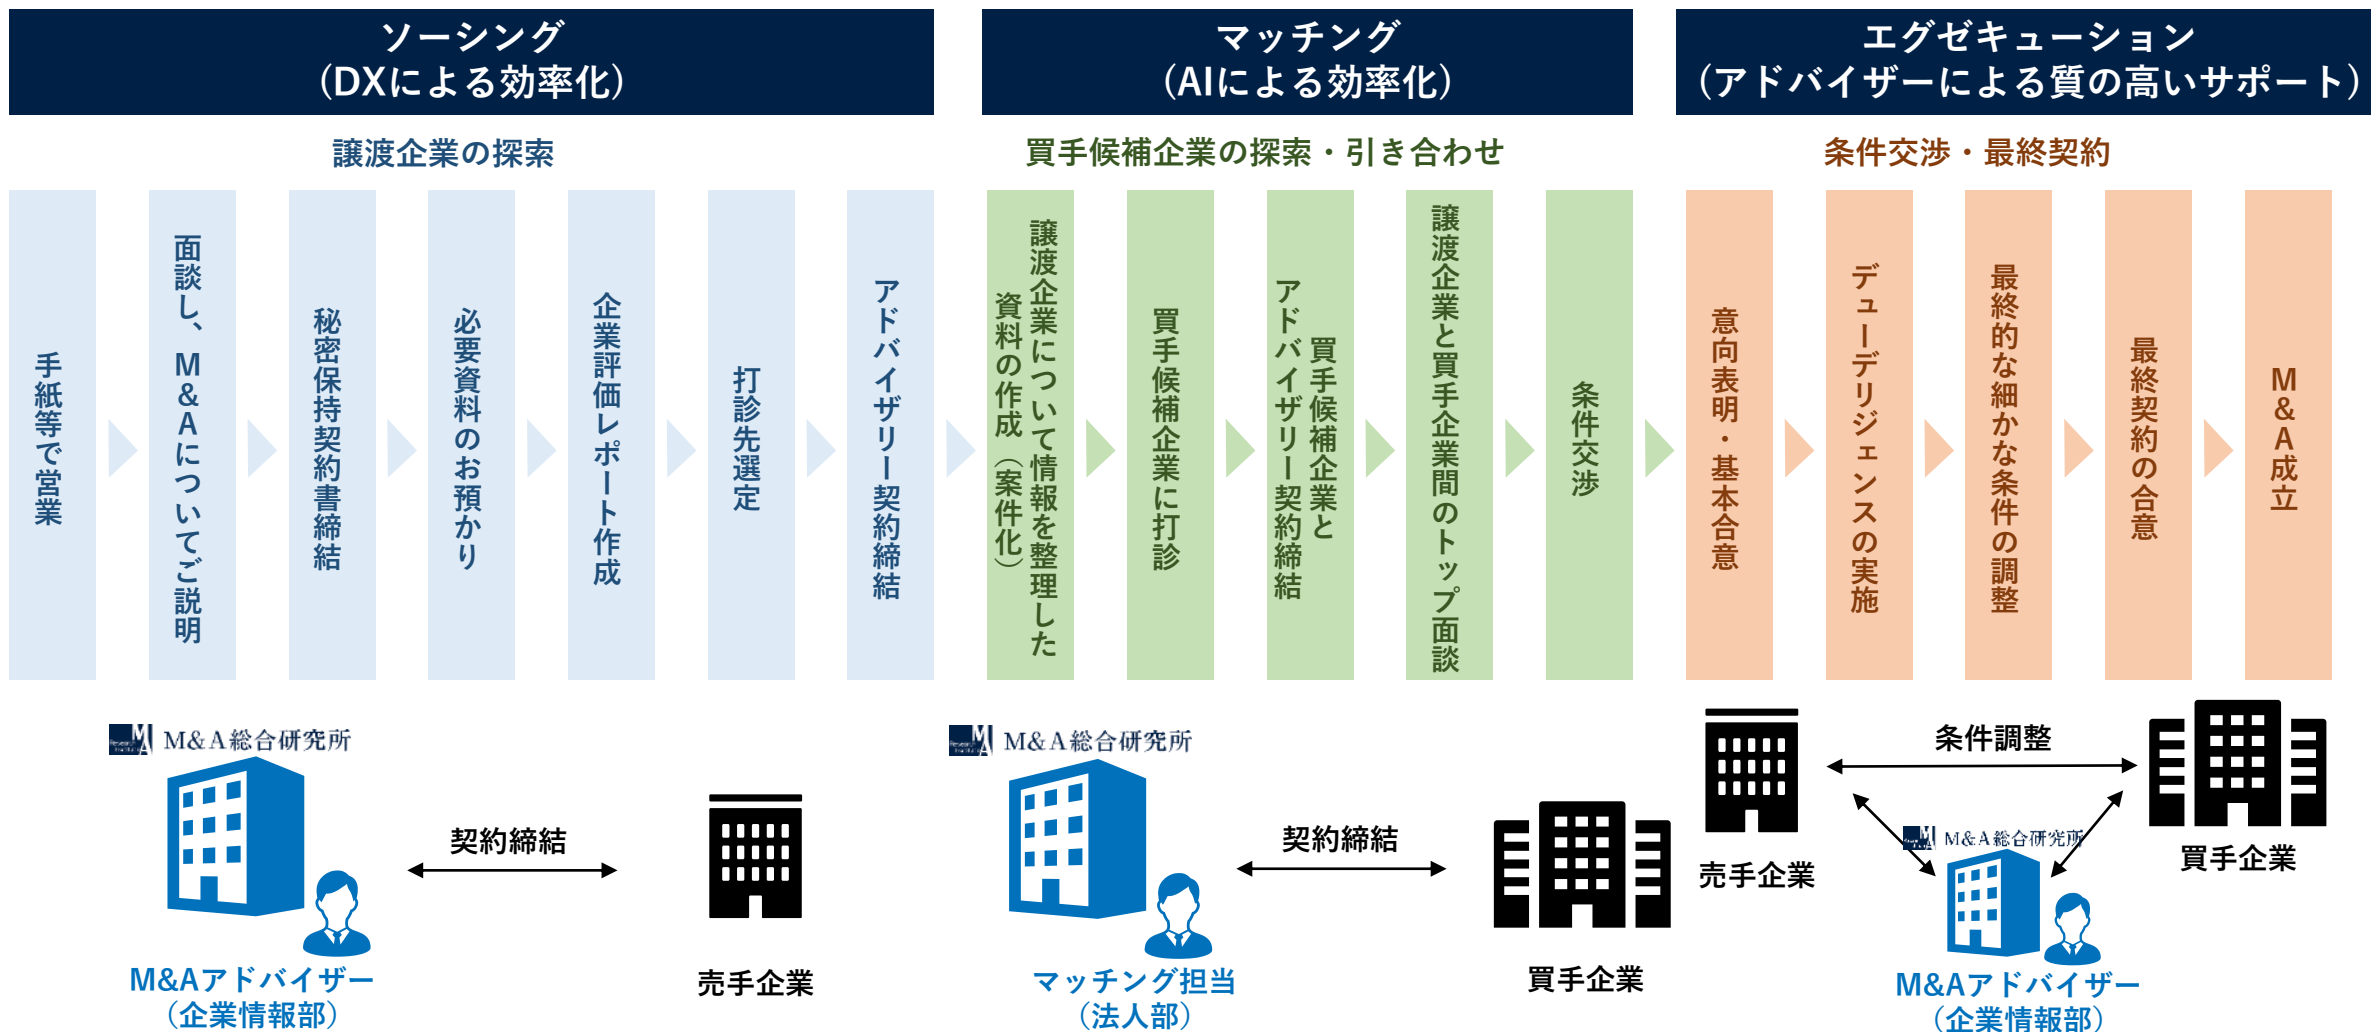 ソーシング
（DXによる効率化）
マッチング
（AIによる効率化）
エグゼキューション
（アドバイザーによる質の高いサポート）
譲渡企業の探索
買手候補企業の探索・引き合わせ
条件交渉・最終契約
手紙等で営業
面談し、M&Aについてご説明
秘密保持契約書締結
必要資料のお預かり
企業評価レポート作成
打診先選定
アドバイザリー契約締結
譲渡企業について情報を整理した
資料の作成（案件化）
買手候補企業に打診
買手候補企業と
アドバイザリー契約締結
譲渡企業と買手企業間のトップ面談
条件交渉
意向表明・基本合意
デューデリジェンスの実施
最終的な細かな条件の調整
最終契約の合意
M&A成立
M&A総合研究所
契約締結
売手企業
M&Aアドバイザー
（企業情報部）
M&A総合研究所
契約締結
買手企業
マッチング担当
（法人部）
条件調整
売手企業
買手企業
M&A総合研究所
M&Aアドバイザー
（企業情報部）